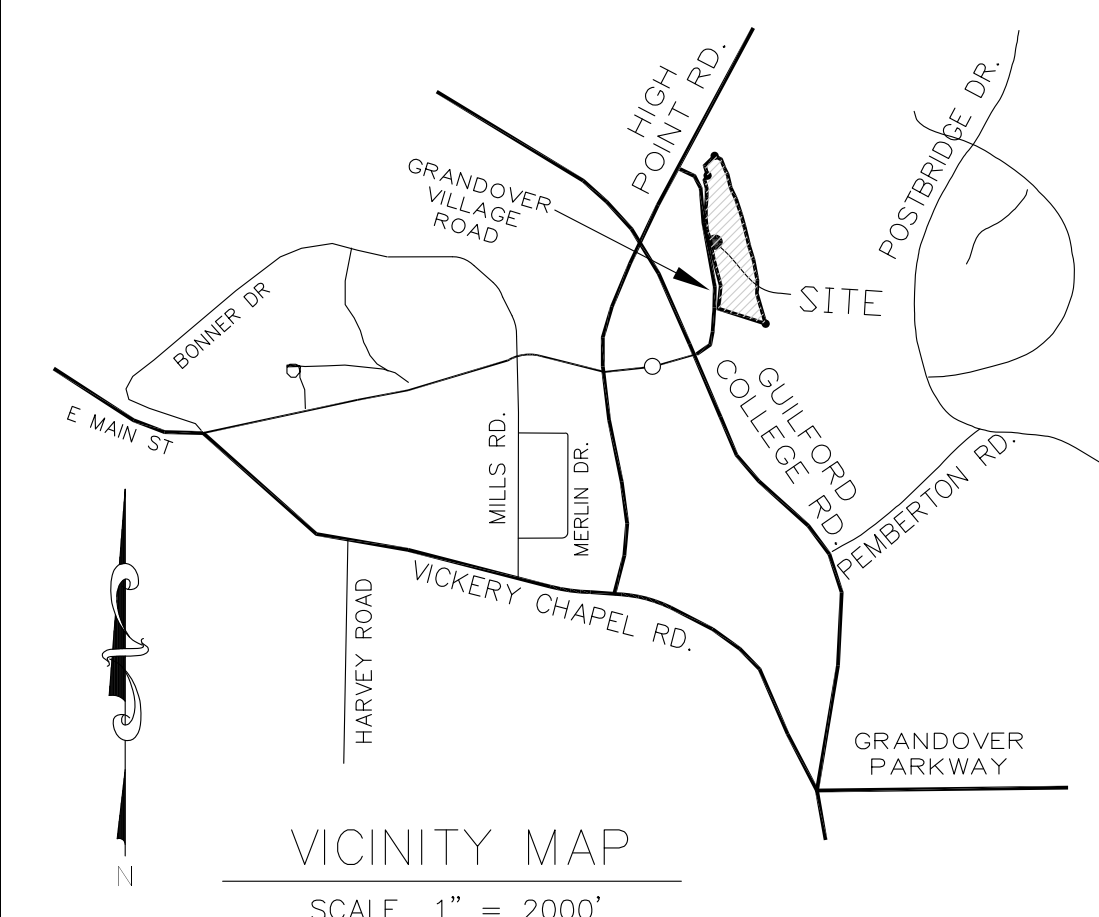 HIGH
POINT RD.
POSTBRIDGE DR.
GRANDOVER
VILLAGE
ROAD
SITE
BONNER DR
E MAIN ST
GUILFORD
COLLEGE RD.
MILLS RD.
MERLIN DR.
PEMBERTON RD.
VICKERY CHAPEL RD.
HARVEY ROAD
GRANDOVER
PARKWAY
N
VICINITY MAP
SCALE 1" = 2000'